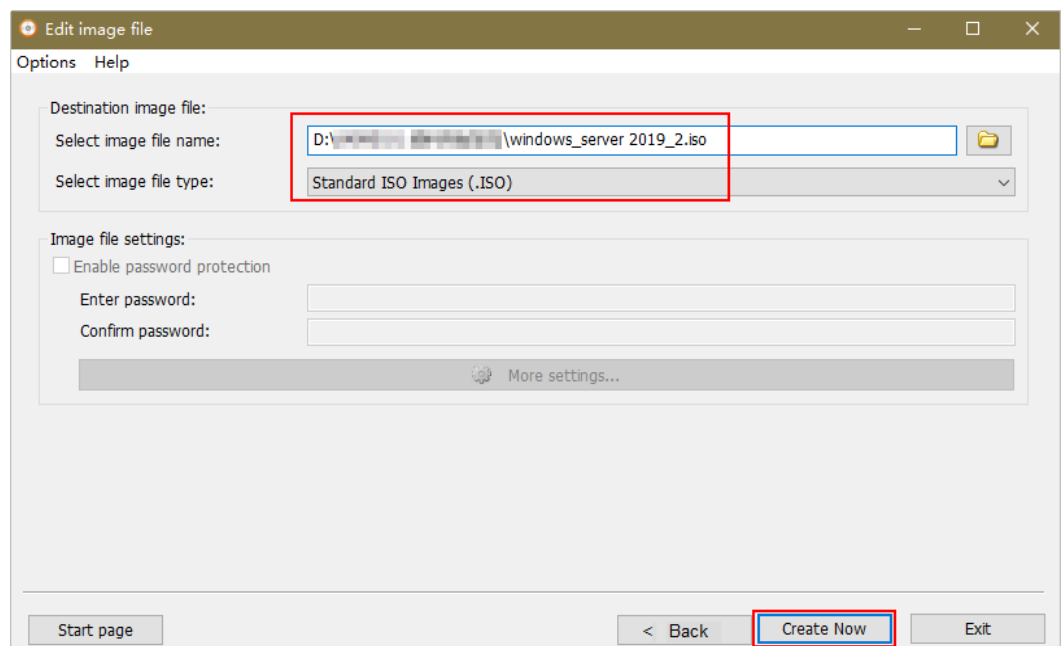 Edit image file
Options Help
Destination image file:
Select image file name: D:\ \windows_server 2019_2.iso
Select image file type: Standard ISO Images (.ISO)
Image file settings:
Enable password protection
Enter password:
Confirm password:
More settings...
Start page < Back Create Now Exit